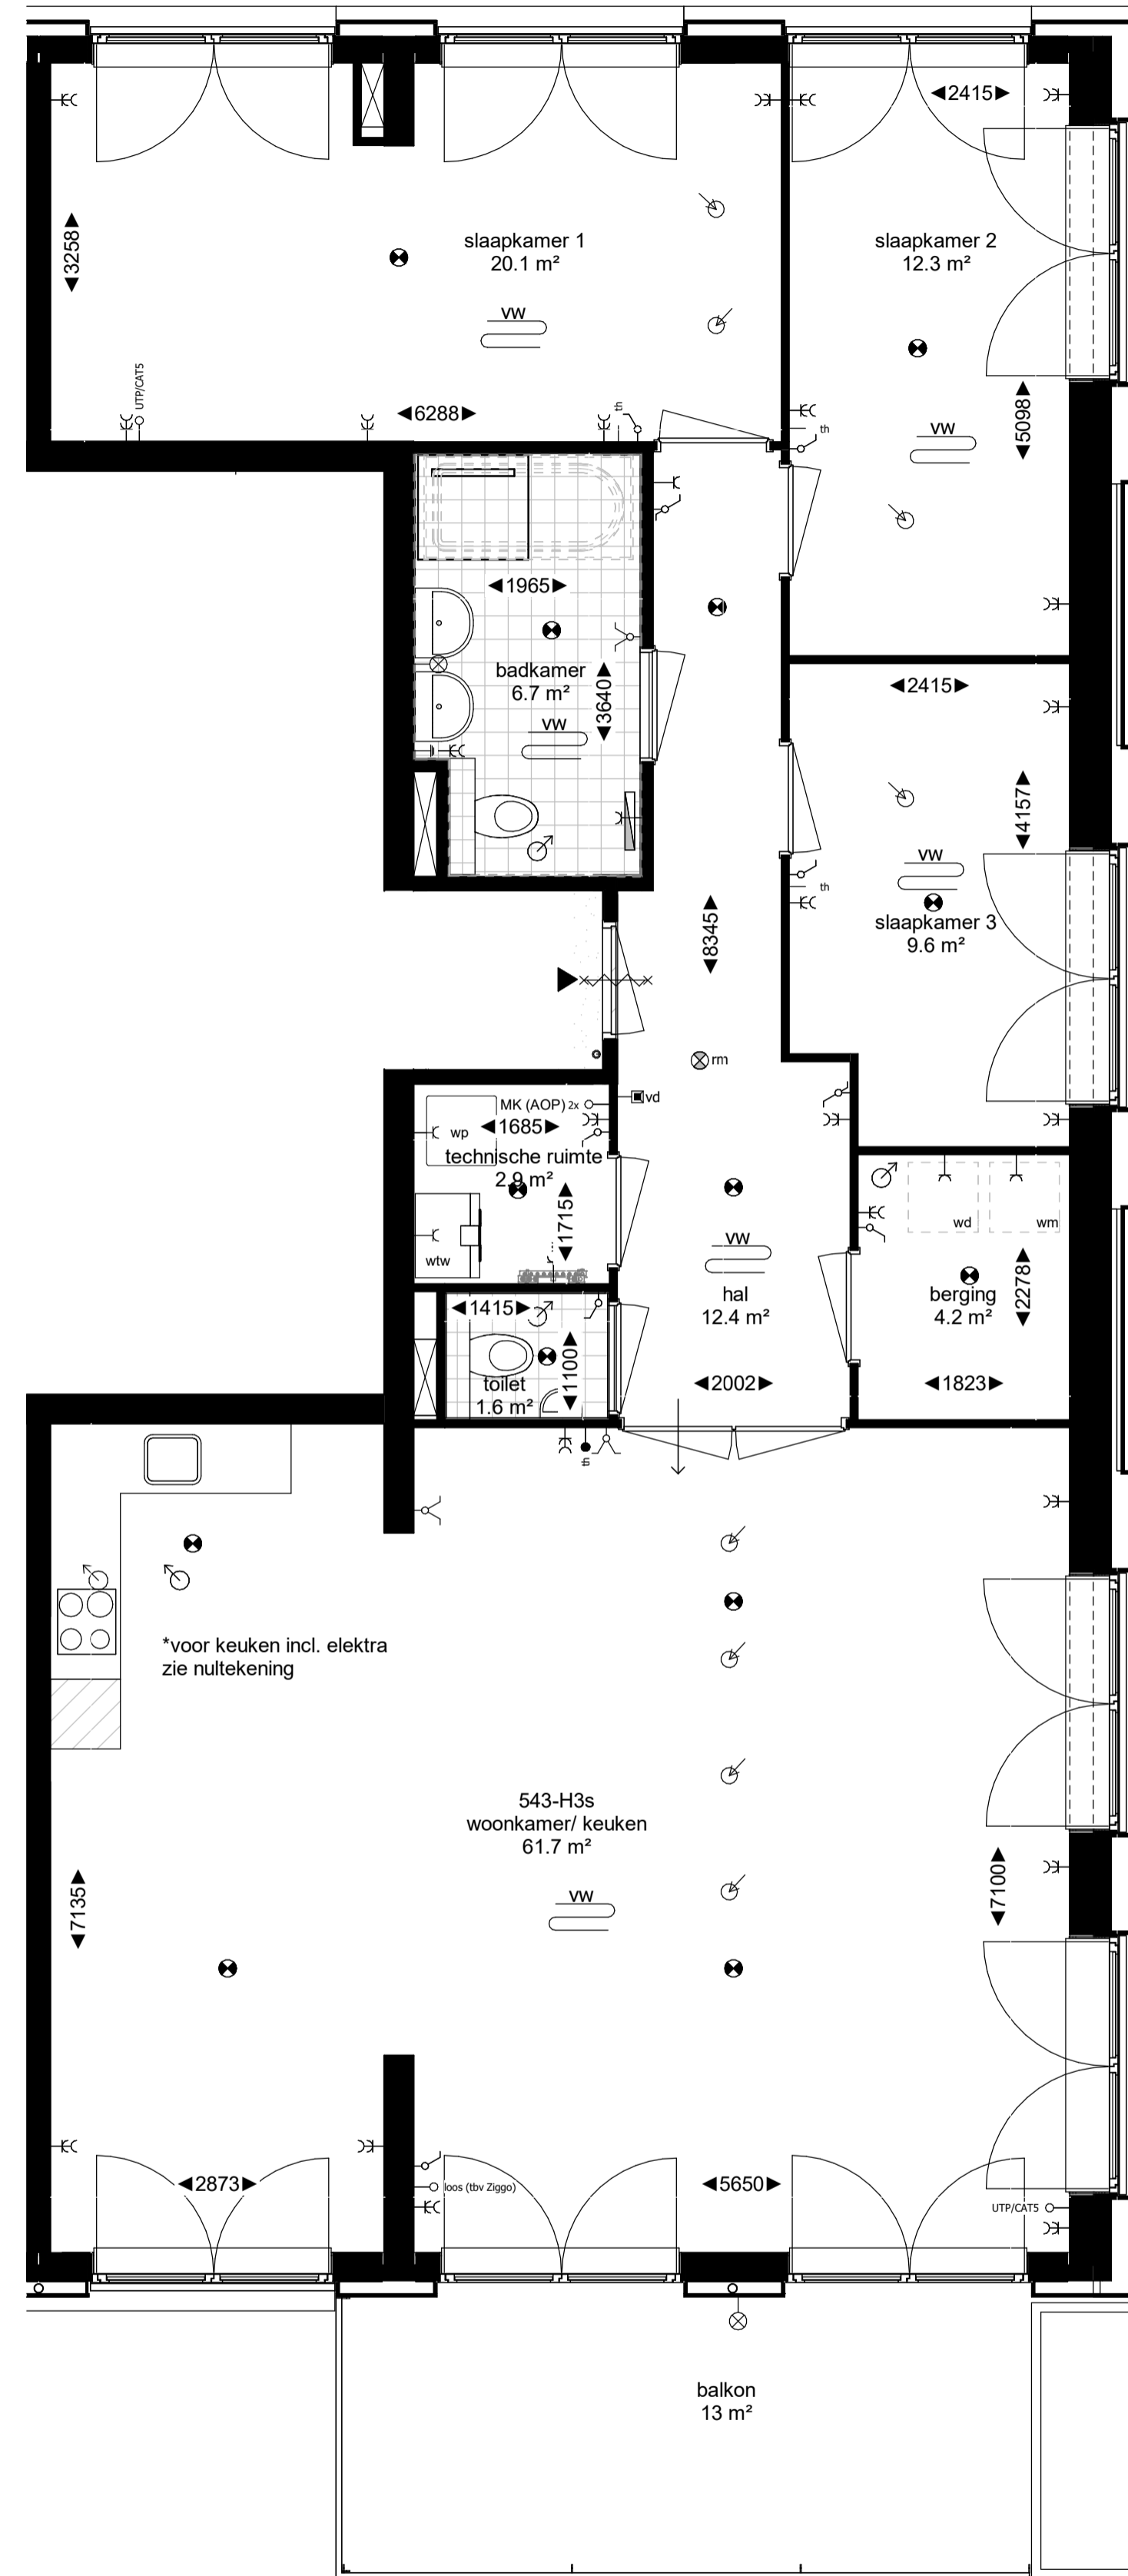 2415
slaapkamer 1
20.1 m²
slaapkamer 2
12.3 m²
3258
vw
UTP/CAT5
6288
th
th
vw
5098
1965
badkamer
6.7 m²
3640
vw
2415
4157
vw
slaapkamer 3
9.6 m²
th
8345
rm
vd
MK (AOP) 2x
wp
1685
technische ruimte
2.9 m²
1715
wtw
r...
vw
hal
12.4 m²
wd
wm
berging
4.2 m²
2278
1415
toilet
1.6 m²
1100
2002
1823
th
*voor keuken incl. elektra
zie nultekening
543-H3s
woonkamer/ keuken
61.7 m²
vw
7135
7100
2873
loos (tbv Ziggo)
5650
UTP/CAT5
balkon
13 m²